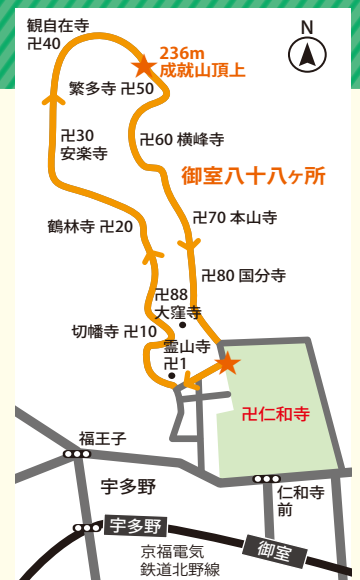 観自在寺
卍40
N
236m
成就山頂上
繁多寺 卍50
卍60 横峰寺
卍30
安楽寺
御室八十八ヶ所
鶴林寺 卍20
卍70 本山寺
卍80 国分寺
卍88
大窪寺
切幡寺 卍10
霊山寺
卍1
卍仁和寺
福王子
宇多野
仁和寺
前
宇多野
京福電気
鉄道北野線
御室